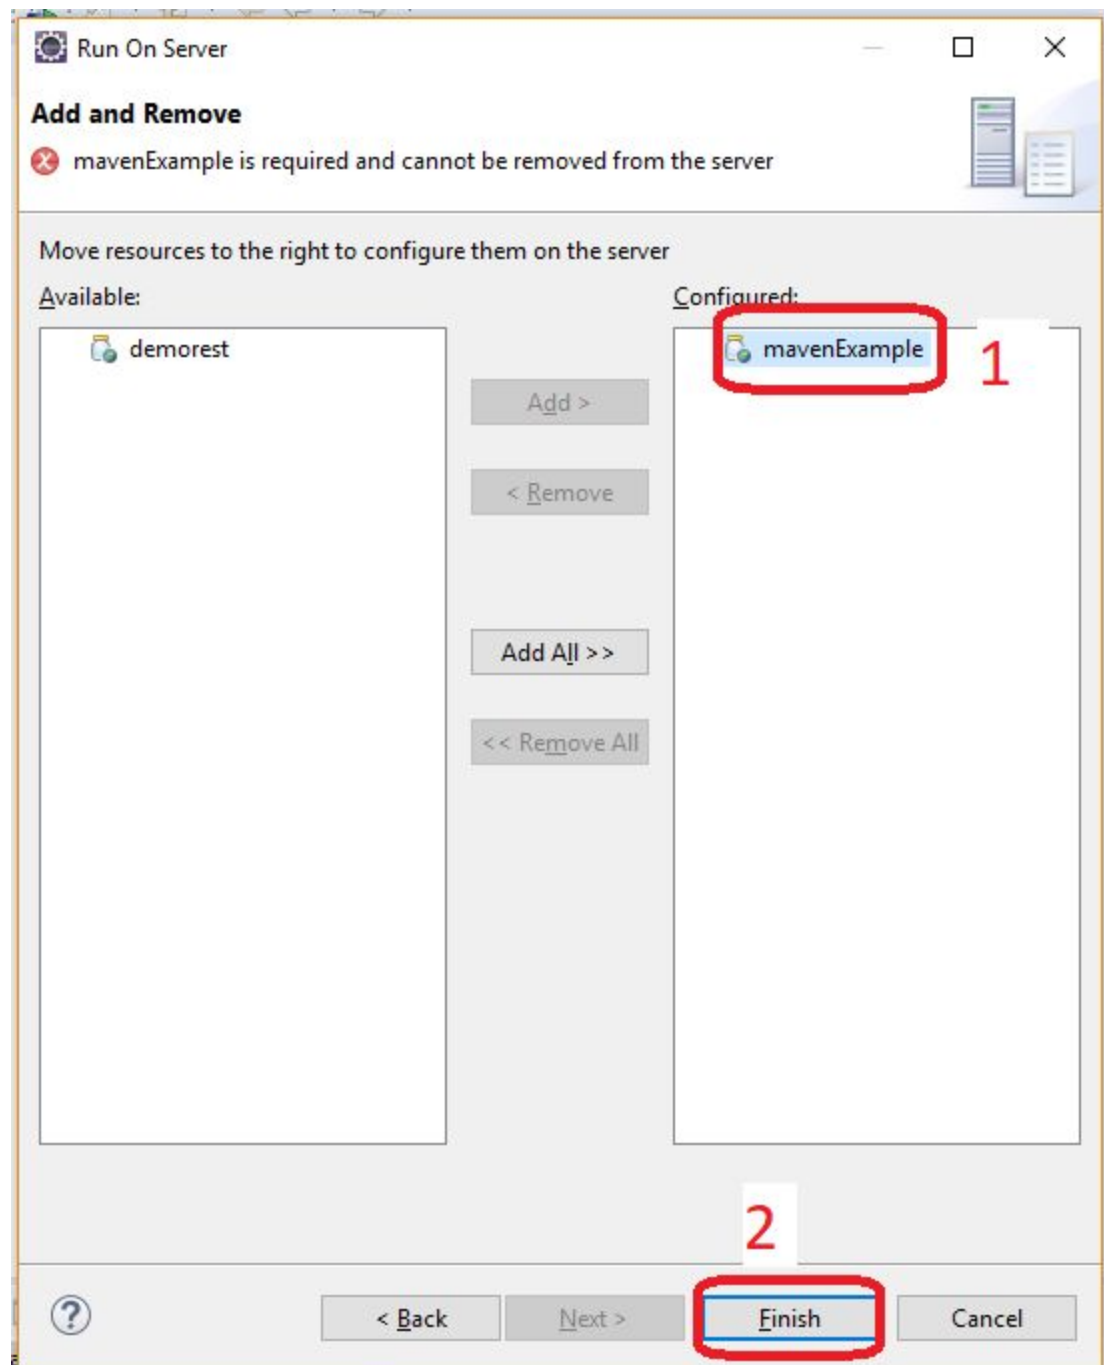 Run On Server
Add and Remove
mavenExample is required and cannot be removed from the server
Move resources to the right to configure them on the server
Available:
Configured:
demorest
mavenExample
1
Add >
< Remove
Add All >>
<< Remove All
2
?
< Back
Next >
Finish
Cancel